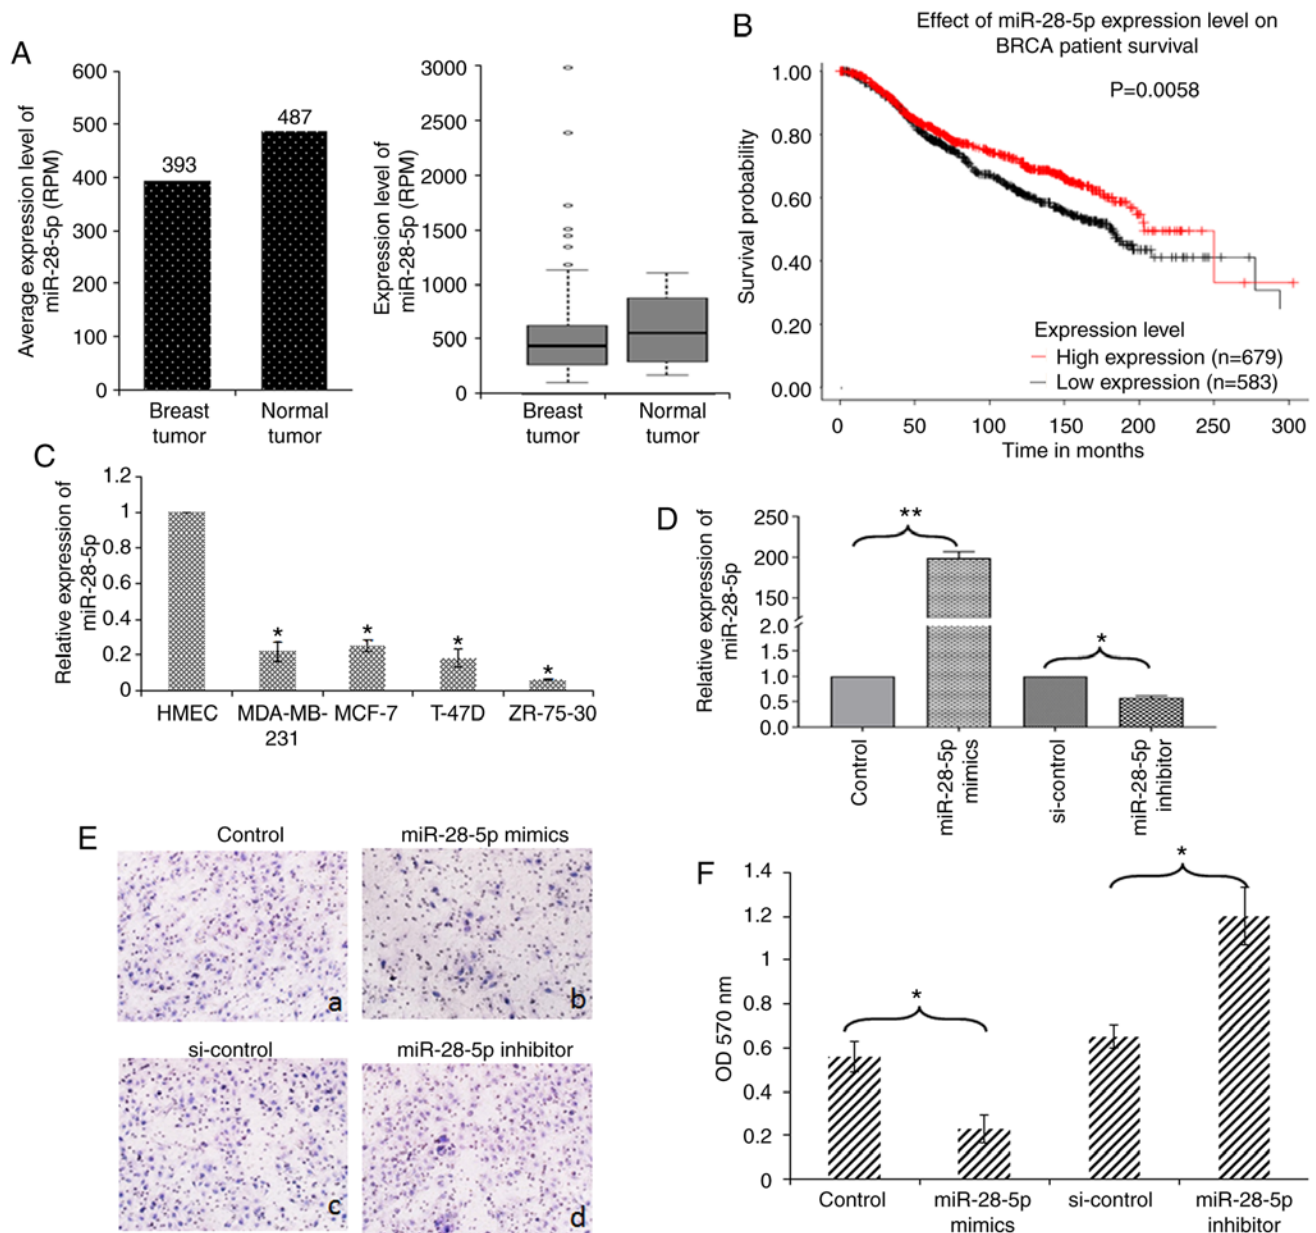 A
Average expression level of
miR-28-5p (RPM)
600
500
400
300
200
100
0
393
487
Breast
tumor
Normal
tumor
Expression level of
miR-28-5p (RPM)
3000
2500
2000
1500
1000
500
0
Breast
tumor
Normal
tumor
B
Effect of miR-28-5p expression level on
BRCA patient survival
P=0.0058
Survival probability
1.00
0.80
0.60
0.40
0.20
0.00
Expression level
High expression (n=679)
Low expression (n=583)
0 50 100 150 200 250 300
Time in months
C
Relative expression of
miR-28-5p
1.2
1
0.8
0.6
0.4
0.2
0
* * * *
HMEC MDA-MB- MCF-7 T-47D ZR-75-30
231
D
Relative expression of
miR-28-5p
250
200
150
2.0
1.0
0.5
0.0
**
*
Control
miR-28-5p
mimics
si-control
miR-28-5p
inhibitor
E
Control
a
miR-28-5p mimics
b
si-control
c
miR-28-5p inhibitor
d
F
OD 570 nm
1.4
1.2
1
0.8
0.6
0.4
0.2
0
*
*
Control miR-28-5p si-control miR-28-5p
mimics inhibitor